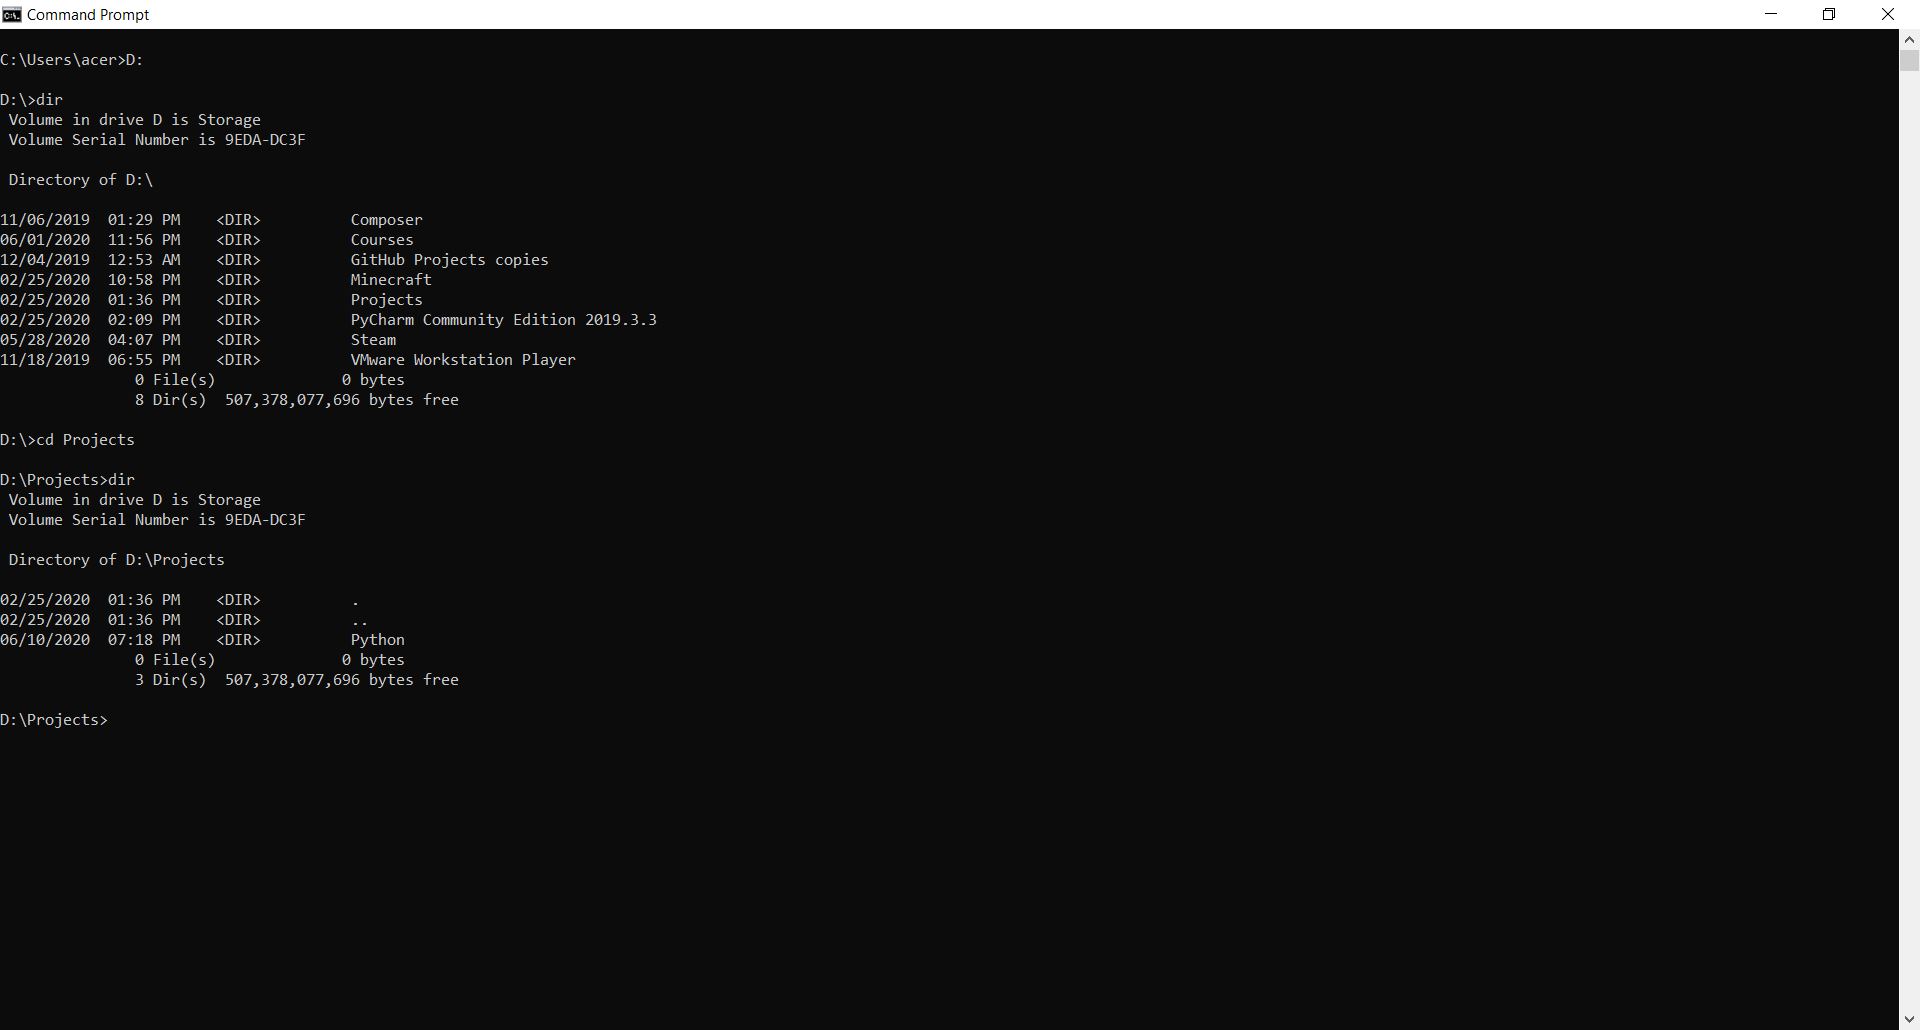 Command Prompt
C:\Users\acer>D:
D:\>dir
 Volume in drive D is Storage
 Volume Serial Number is 9EDA-DC3F
 Directory of D:\
11/06/2019  01:29 PM    <DIR>          Composer
06/01/2020  11:56 PM    <DIR>          Courses
12/04/2019  12:53 AM    <DIR>          GitHub Projects copies
02/25/2020  10:58 PM    <DIR>          Minecraft
02/25/2020  01:36 PM    <DIR>          Projects
02/25/2020  02:09 PM    <DIR>          PyCharm Community Edition 2019.3.3
05/28/2020  04:07 PM    <DIR>          Steam
11/18/2019  06:55 PM    <DIR>          VMware Workstation Player
               0 File(s)              0 bytes
               8 Dir(s)  507,378,077,696 bytes free
D:\>cd Projects
D:\Projects>dir
 Volume in drive D is Storage
 Volume Serial Number is 9EDA-DC3F
 Directory of D:\Projects
02/25/2020  01:36 PM    <DIR>          .
02/25/2020  01:36 PM    <DIR>          ..
06/10/2020  07:18 PM    <DIR>          Python
               0 File(s)              0 bytes
               3 Dir(s)  507,378,077,696 bytes free
D:\Projects>